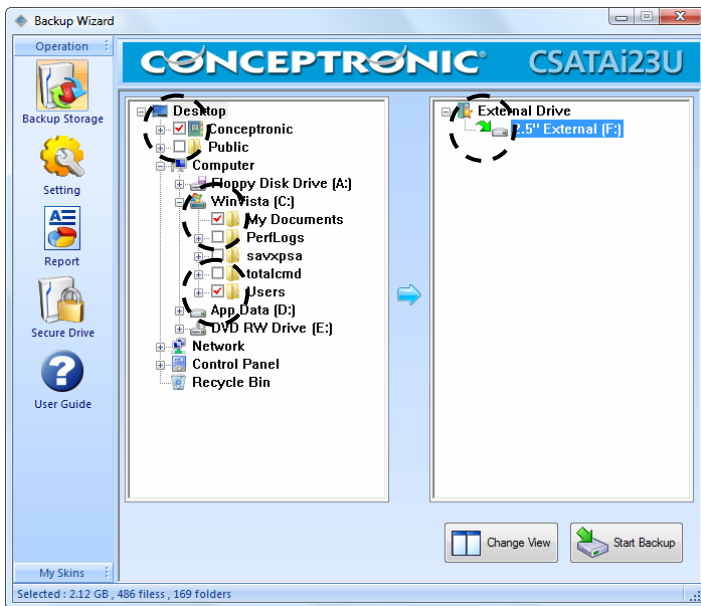 Backup Wizard
Operation
Backup Storage
Setting
Report
Secure Drive
User Guide
My Skins
CONCEPTRONIC® CSATAi23U
Desktop
Conceptronic
Public
Computer
Floppy Disk Drive (A:)
WinVista (C:)
My Documents
PerfLogs
savxpsa
totalcmd
Users
App Data (D:)
DVD RW Drive (E:)
Network
Control Panel
Recycle Bin
External Drive
2.5" External (F:)
Change View
Start Backup
Selected : 2.12 GB , 486 filess , 169 folders